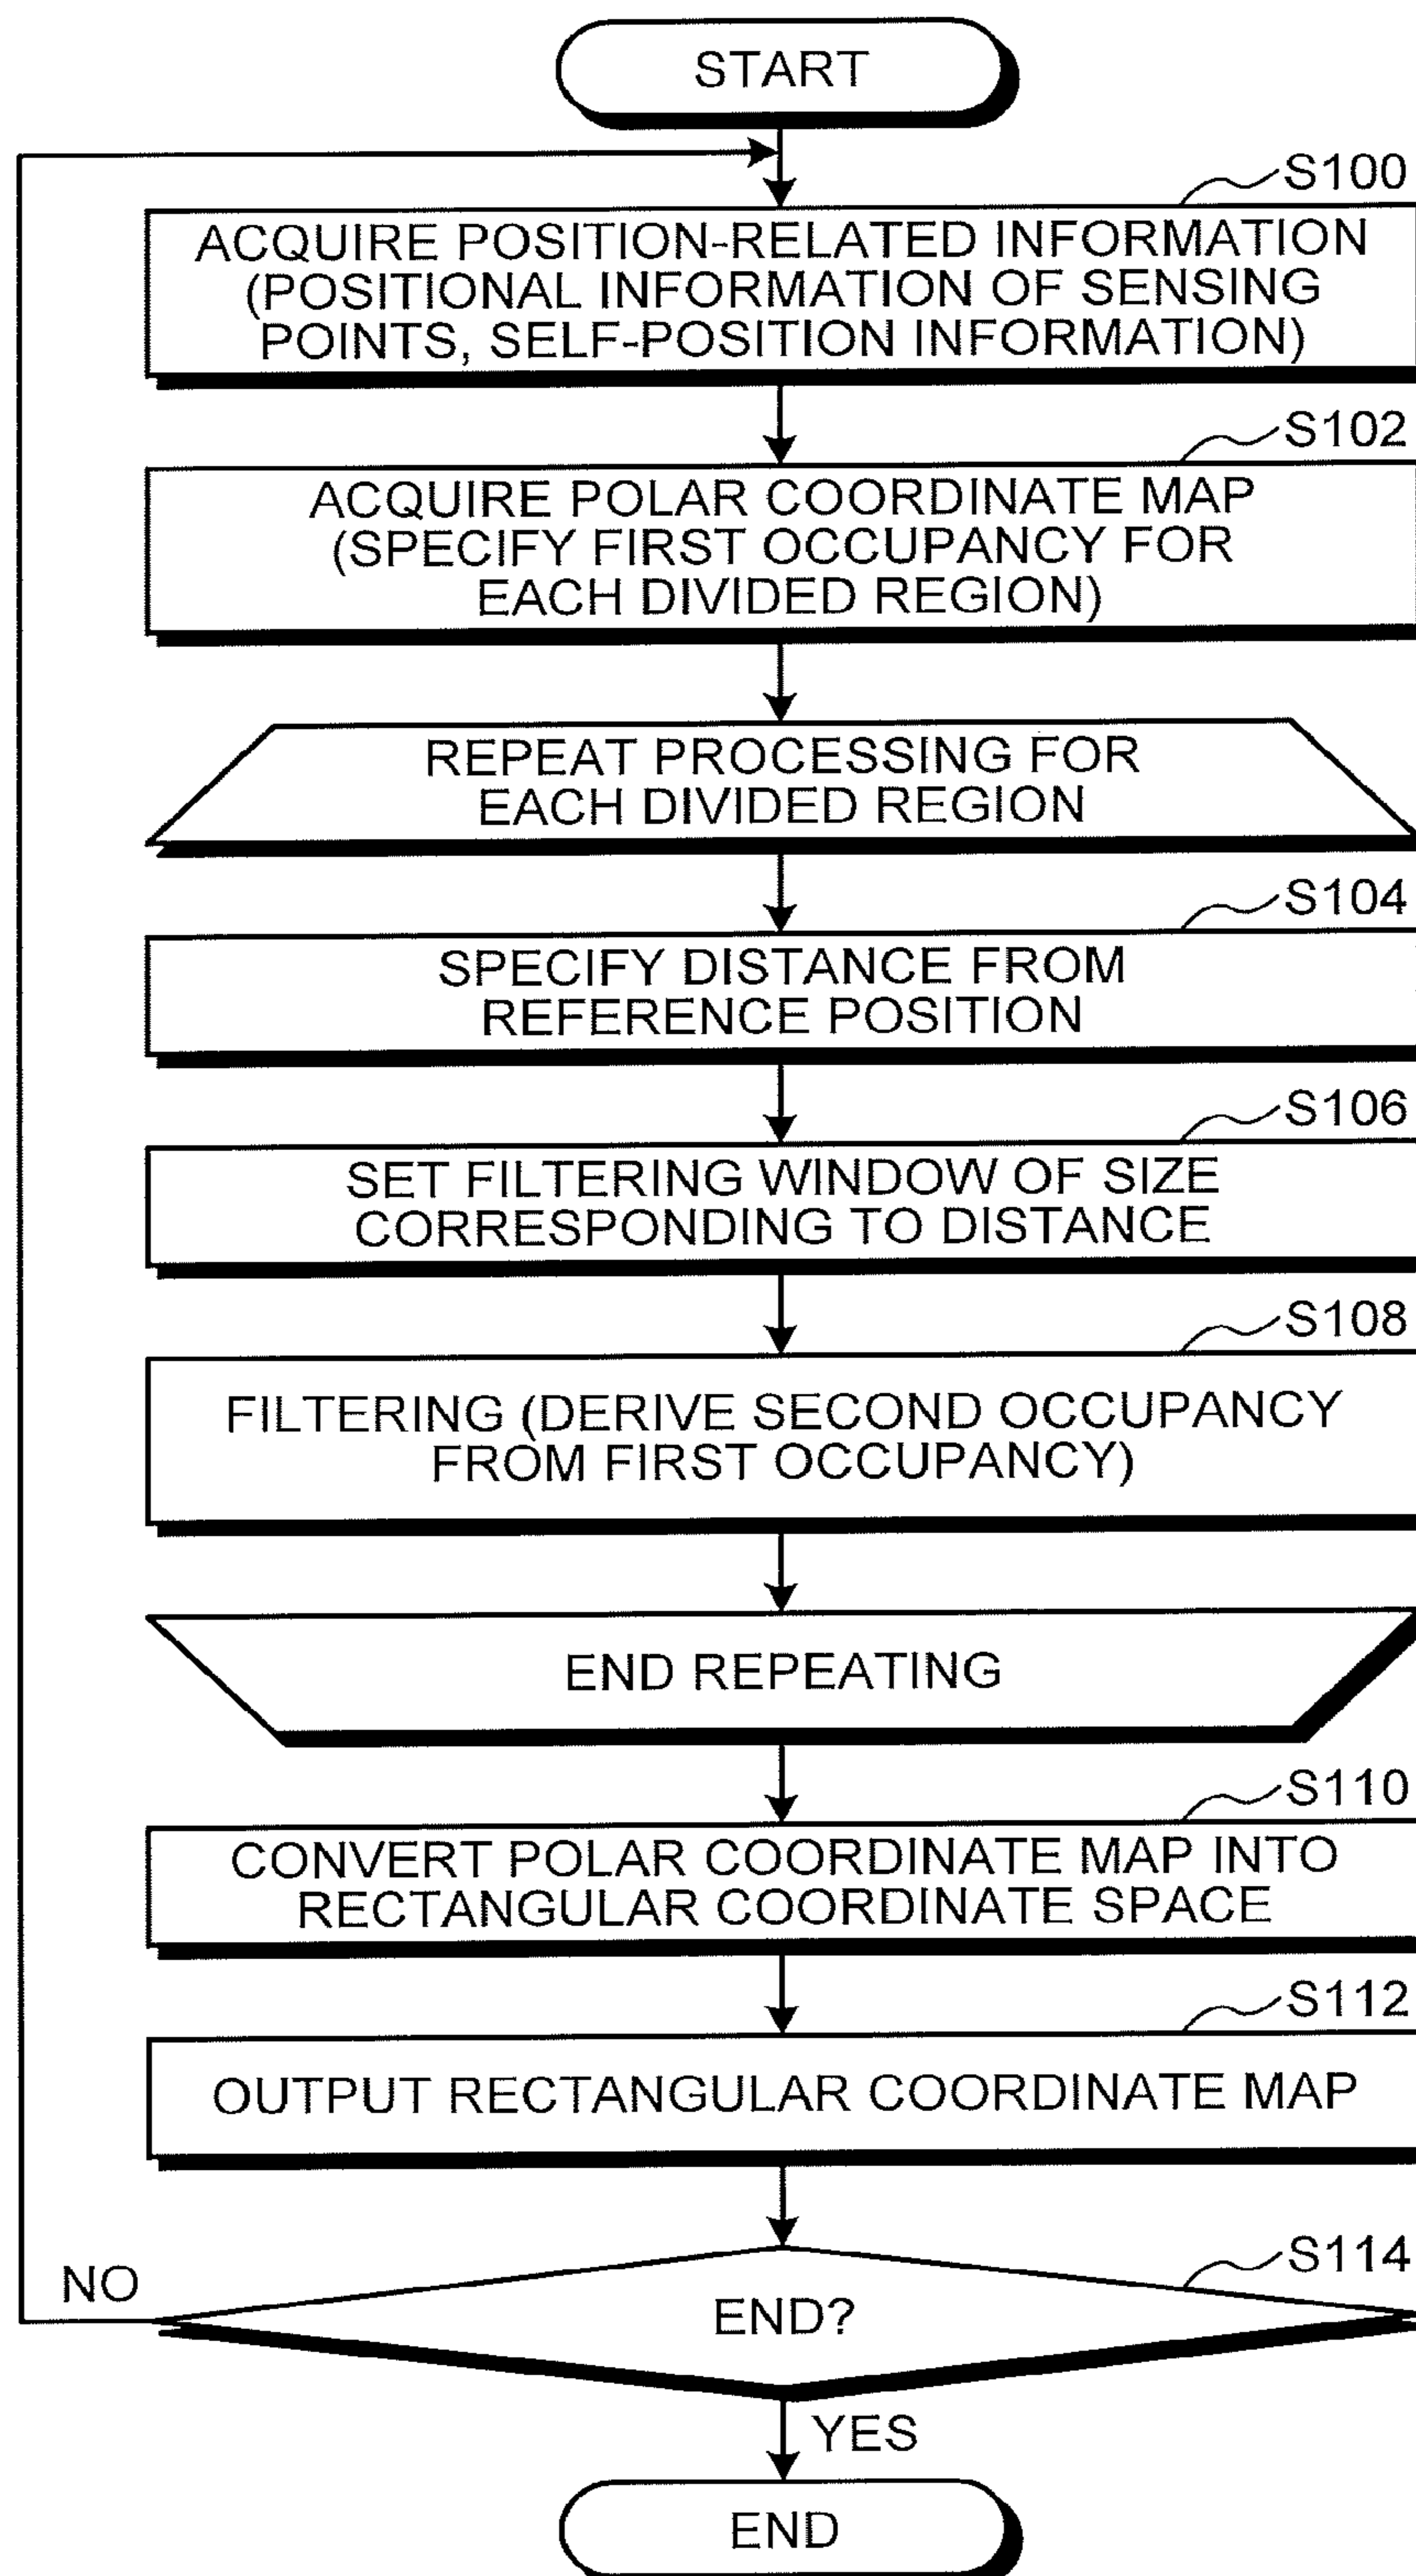 START
S100
ACQUIRE POSITION-RELATED INFORMATION
(POSITIONAL INFORMATION OF SENSING
POINTS, SELF-POSITION INFORMATION)
S102
ACQUIRE POLAR COORDINATE MAP
(SPECIFY FIRST OCCUPANCY FOR
EACH DIVIDED REGION)
REPEAT PROCESSING FOR
EACH DIVIDED REGION
S104
SPECIFY DISTANCE FROM
REFERENCE POSITION
S106
SET FILTERING WINDOW OF SIZE
CORRESPONDING TO DISTANCE
S108
FILTERING (DERIVE SECOND OCCUPANCY
FROM FIRST OCCUPANCY)
END REPEATING
S110
CONVERT POLAR COORDINATE MAP INTO
RECTANGULAR COORDINATE SPACE
S112
OUTPUT RECTANGULAR COORDINATE MAP
S114
NO
END?
YES
END